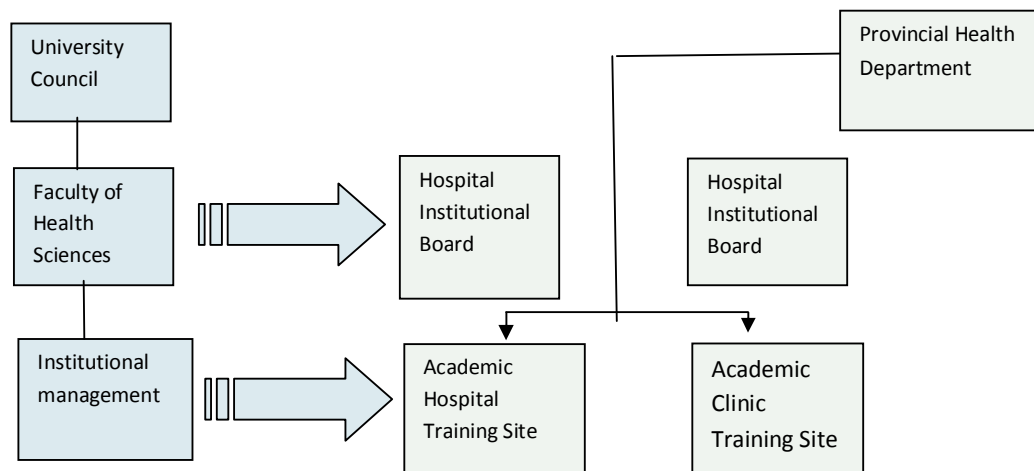 University
Council
Provincial Health
Department
Faculty of
Health
Sciences
Hospital
Institutional
Board
Hospital
Institutional
Board
Institutional
management
Academic
Hospital
Training Site
Academic
Clinic
Training Site